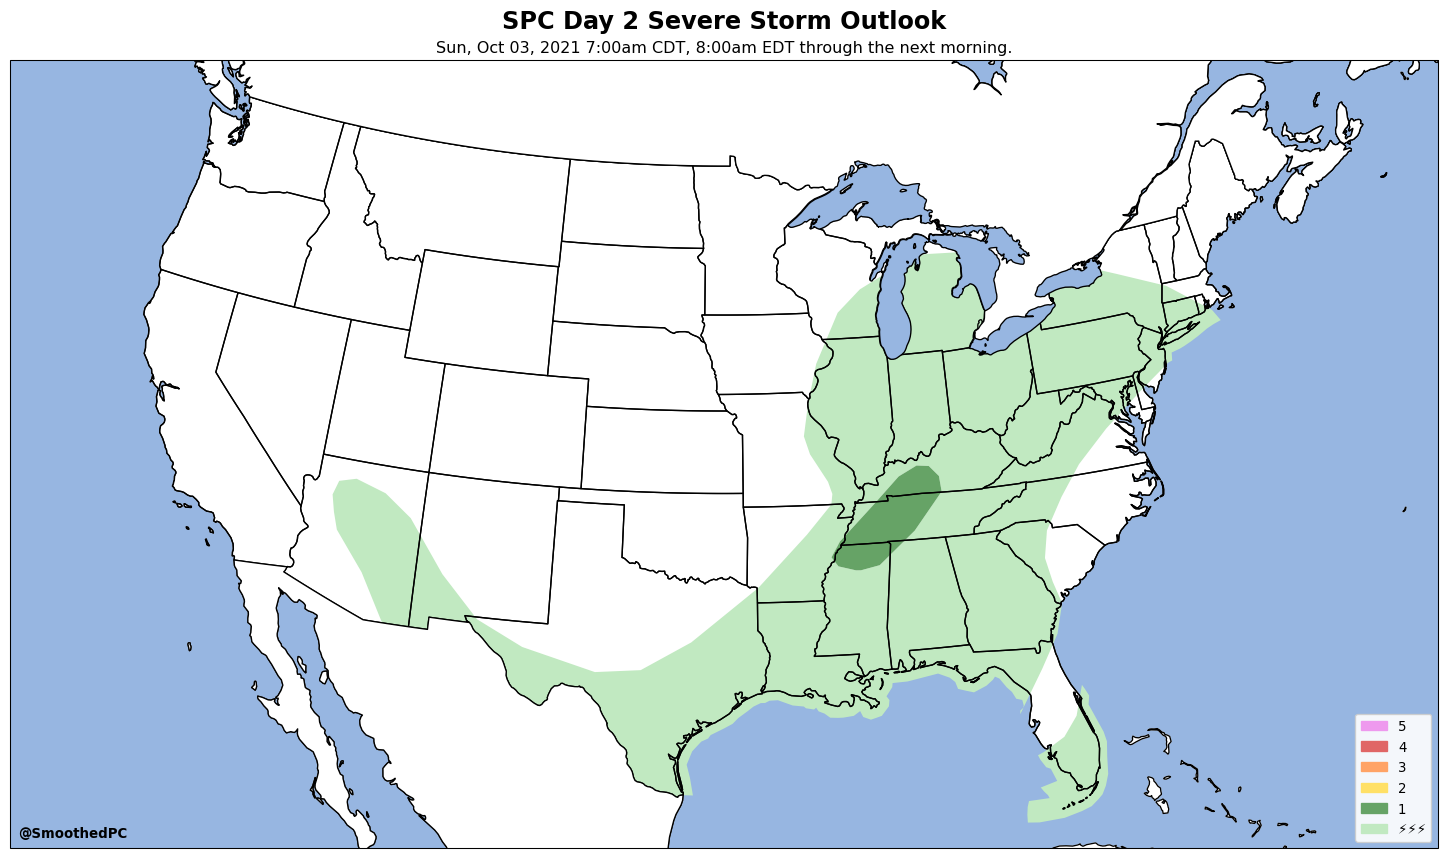 SPC Day 2 Severe Storm Outlook
Sun, Oct 03, 2021 7:00am CDT, 8:00am EDT through the next morning.
5
4
3
2
1
⚡⚡⚡
@SmoothedPC